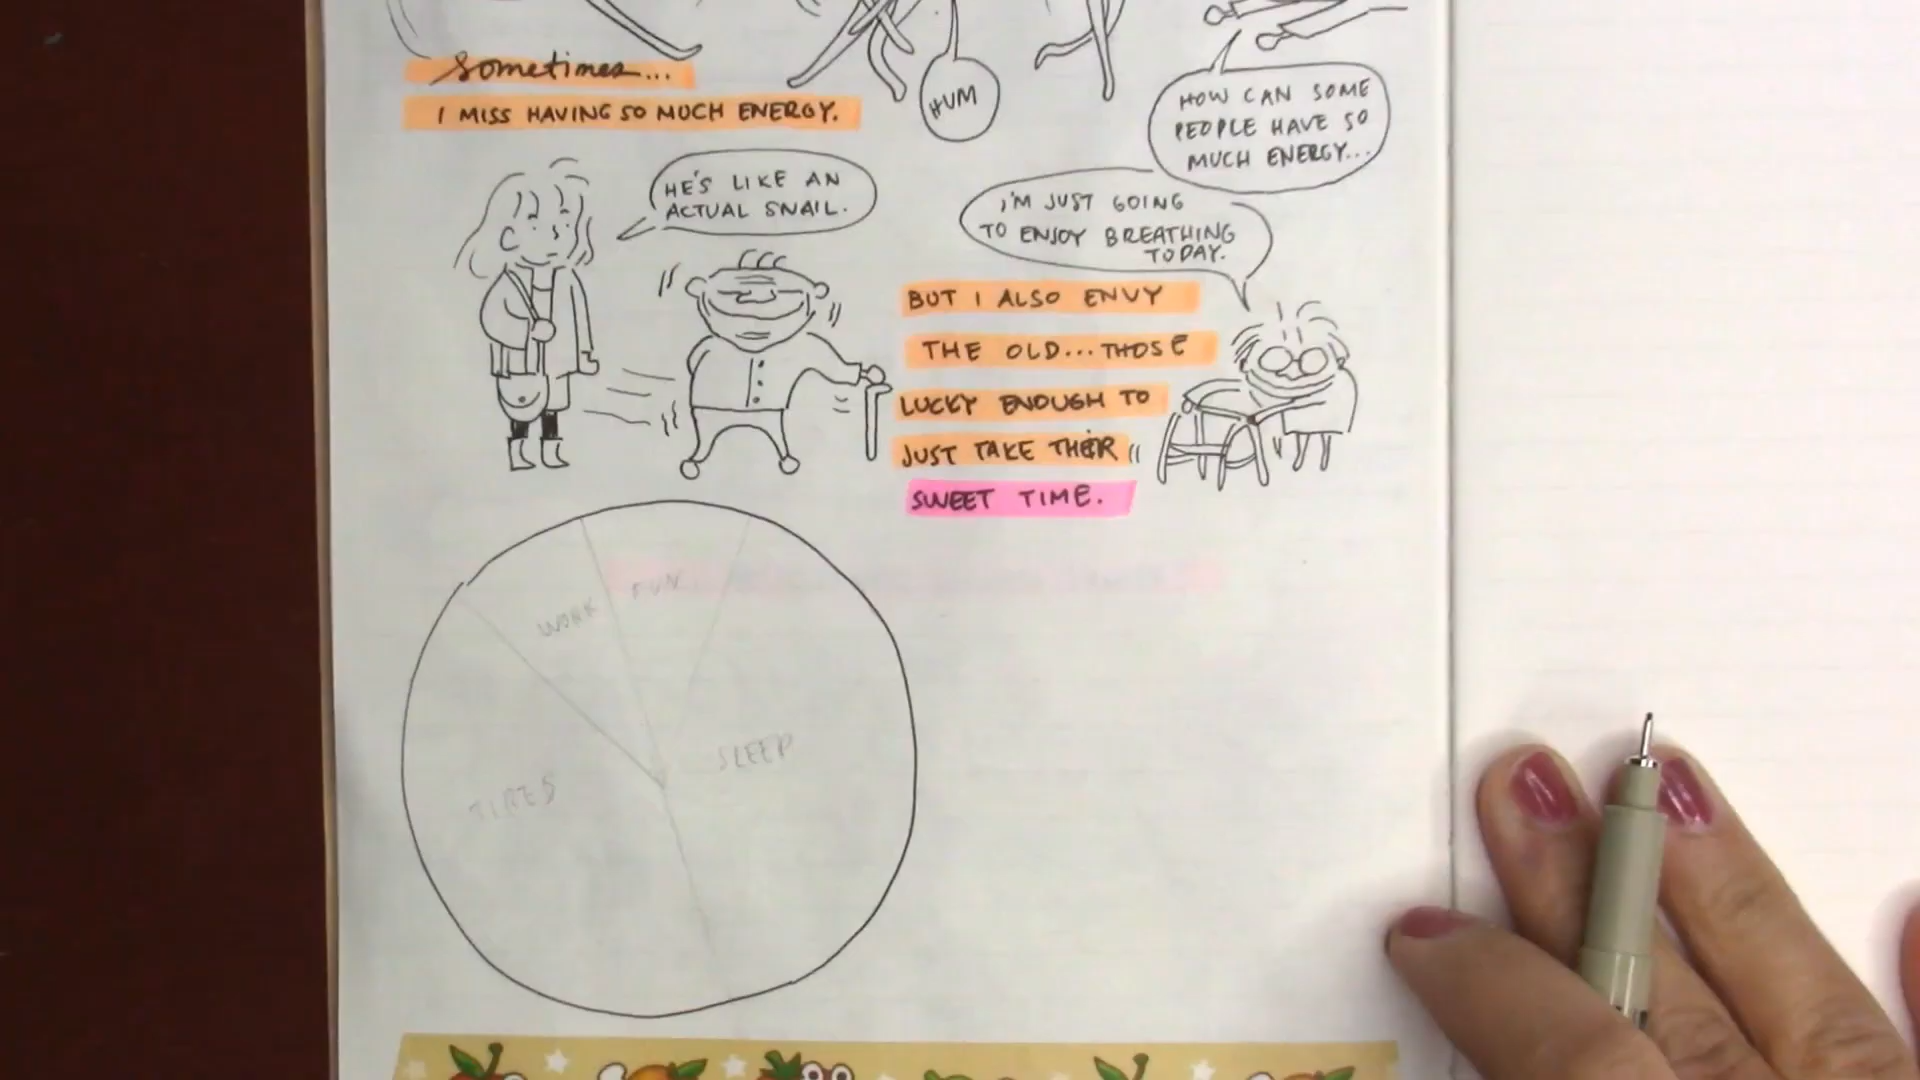 Sometimes...
I MISS HAVING SO MUCH ENERGY.
HUM
HOW CAN SOME
PEOPLE HAVE SO
MUCH ENERGY...
HE'S LIKE AN
ACTUAL SNAIL.
I'M JUST GOING
TO ENJOY BREATHING
TODAY.
BUT I ALSO ENVY
THE OLD... THOSE
LUCKY ENOUGH TO
JUST TAKE THEIR
SWEET TIME.
WORK
FUN
SLEEP
TIRED